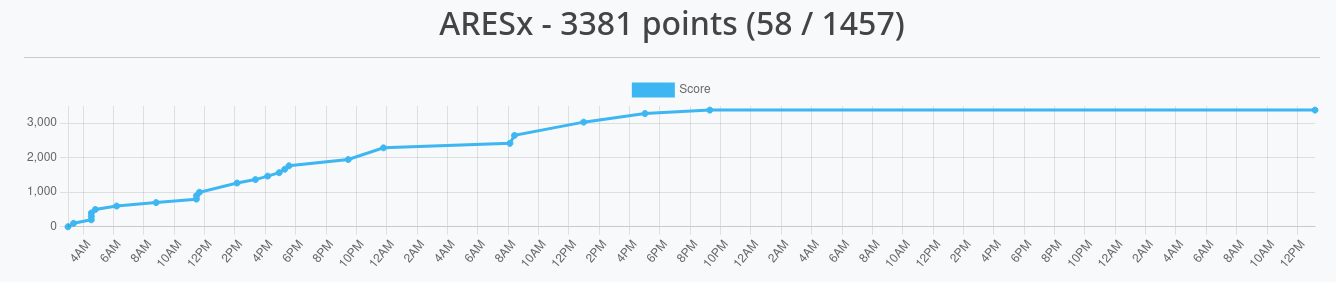 ARESx - 3381 points (58 / 1457)
Score
3,000
2,000
1,000
0
4AM 6AM 8AM 10AM 12PM 2PM 4PM 6PM 8PM 10PM 12AM 2AM 4AM 6AM 8AM 10AM 12PM 2PM 4PM 6PM 8PM 10PM 12AM 2AM 4AM 6AM 8AM 10AM 12PM 2PM 4PM 6PM 8PM 10PM 12AM 2AM 4AM 6AM 8AM 10AM 12PM